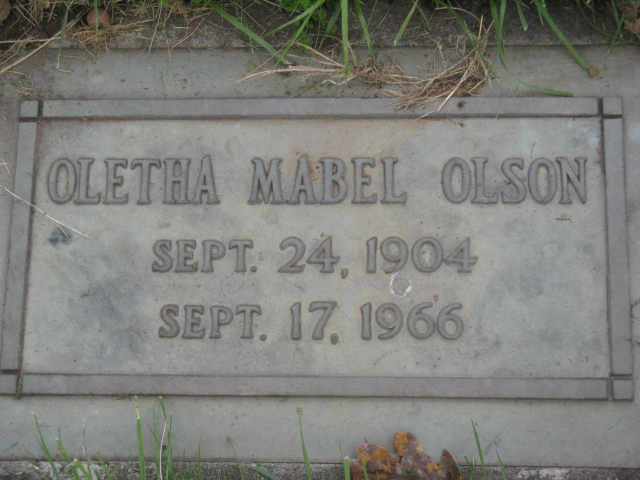 OLETHA MABEL OLSON
SEPT. 24, 1904
SEPT. 17, 1966